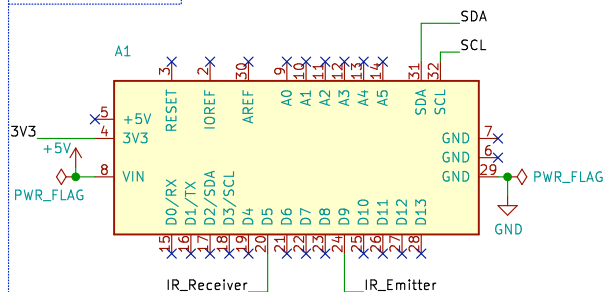 SDA
SCL
A1
3 2 30 9 10 11 12 13 14 31 32
RESET IOREF AREF A0 A1 A2 A3 A4 A5 SDA SCL
5 +5V
3V3 4 3V3 GND 7
+5V GND 6
8 VIN GND 29 PWR_FLAG
PWR_FLAG
D0/RX D1/TX D2/SDA D3/SCL D4 D5 D6 D7 D8 D9 D10 D11 D12 D13
GND
15 16 17 18 19 20 21 22 23 24 25 26 27 28
IR_Receiver IR_Emitter